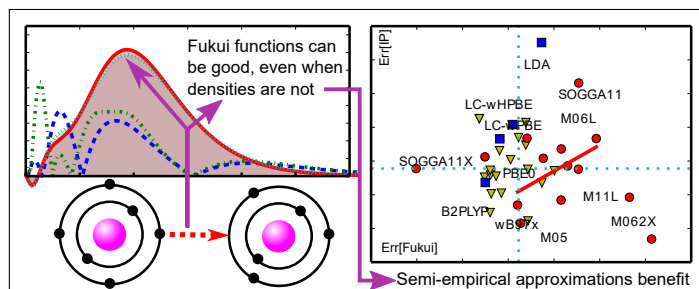 Fukui functions can
be good, even when
densities are not
Err[IP]
LDA
SOGGA11
LC-wHPBE
M06L
LC-wPBE
SOGGA11X
PBE0
M11L
B2PLYP
wB97x
M062X
M05
Err[Fukui]
Semi-empirical approximations benefit